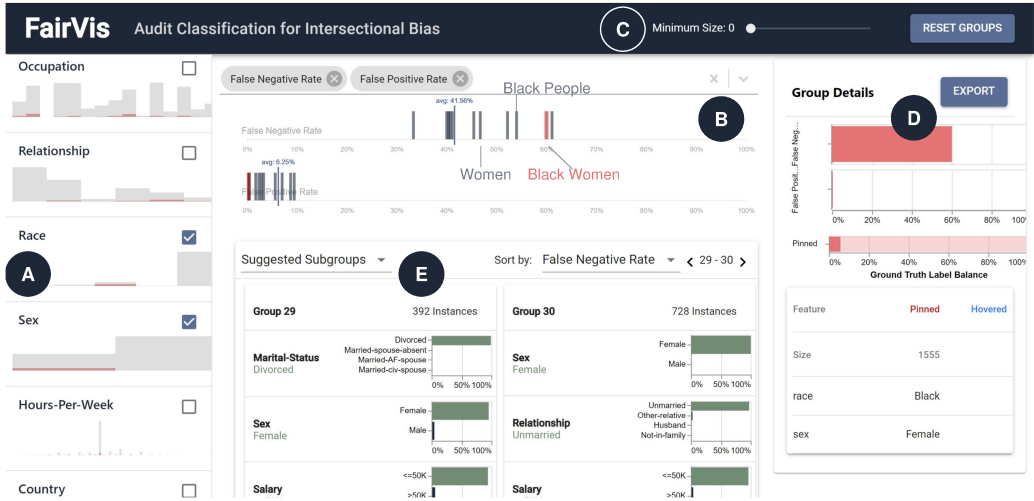 FairVis Audit Classification for Intersectional Bias C Minimum Size: 0 RESET GROUPS
Occupation
Relationship
Race
A
Sex
Hours-Per-Week
Country
False Negative Rate False Positive Rate
Black People
B
avg: 41.56%
False Negative Rate
0% 10% 20% 30% 40% 50% 60% 70% 80% 90% 100%
Women Black Women
avg: 6.25%
False Positive Rate
0% 10% 20% 30% 40% 50% 60% 70% 80% 90% 100%
Suggested Subgroups E Sort by: False Negative Rate 29 - 30
Group 29 392 Instances
Marital-Status
Divorced
Divorced
Married-spouse-absent
Married-AF-spouse
Married-civ-spouse
0% 50% 100%
Sex
Female
Female
Male
0% 50% 100%
Salary
<=50K
>50K
Group 30 728 Instances
Sex
Female
Female
Male
0% 50% 100%
Relationship
Unmarried
Unmarried
Other-relative
Husband
Not-in-family
0% 50% 100%
Salary
<=50K
>50K
Group Details EXPORT
D
False Neg...
False Posit...
0% 20% 40% 60% 80% 100
Pinned
0% 20% 40% 60% 80% 100%
Ground Truth Label Balance
Feature Pinned Hovered
Size 1555
race Black
sex Female